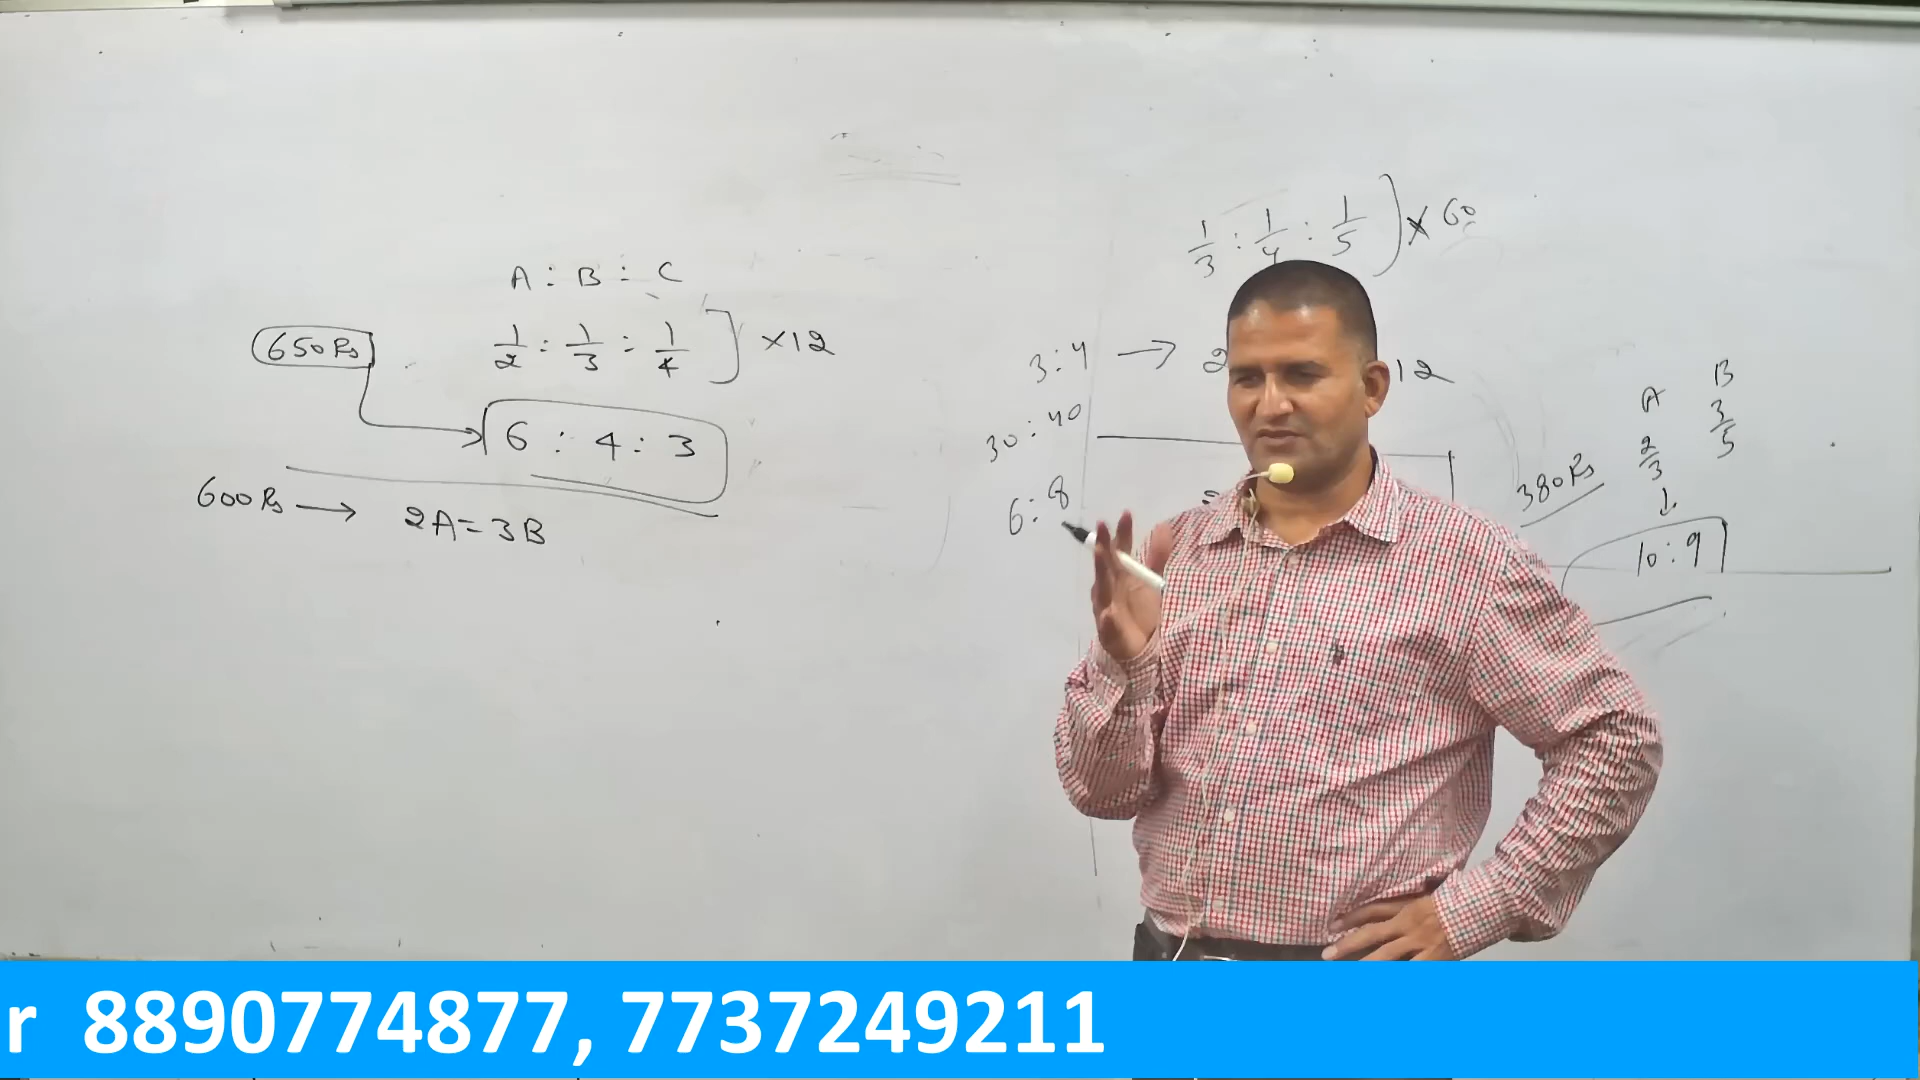 A : B : C
650 Rs
1/2 : 1/3 : 1/4 ] ×12
6 : 4 : 3
600 Rs → 2A = 3B
1/3 : 1/4 : 1/5 ) × 60
3 : 4 → 2
12
30 : 40
6 : 8
A B
2/3 3/5
380 Rs
↓
10 : 9
r 8890774877, 7737249211